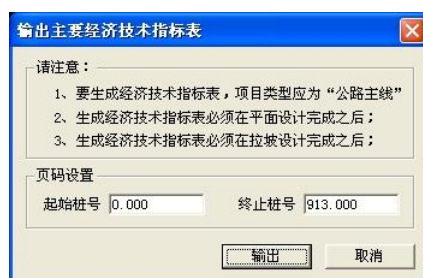 输出主要经济技术指标表
请注意：
1、要生成经济技术指标表，项目类型应为“公路主线”
2、生成经济技术指标表必须在平面设计完成之后；
3、生成经济技术指标表必须在拉坡设计完成之后；
页码设置
起始桩号 0.000 终止桩号 913.000
输出 取消